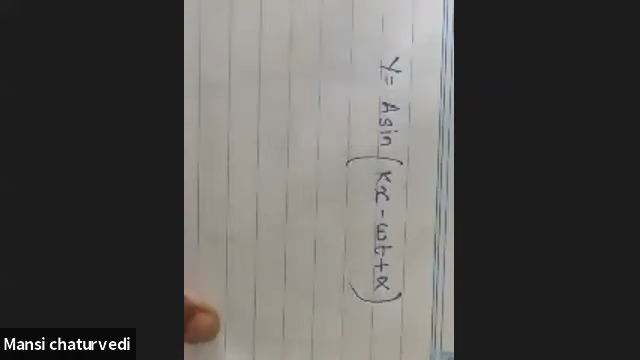 y = A sin (kx - ωt + α)
Mansi chaturvedi